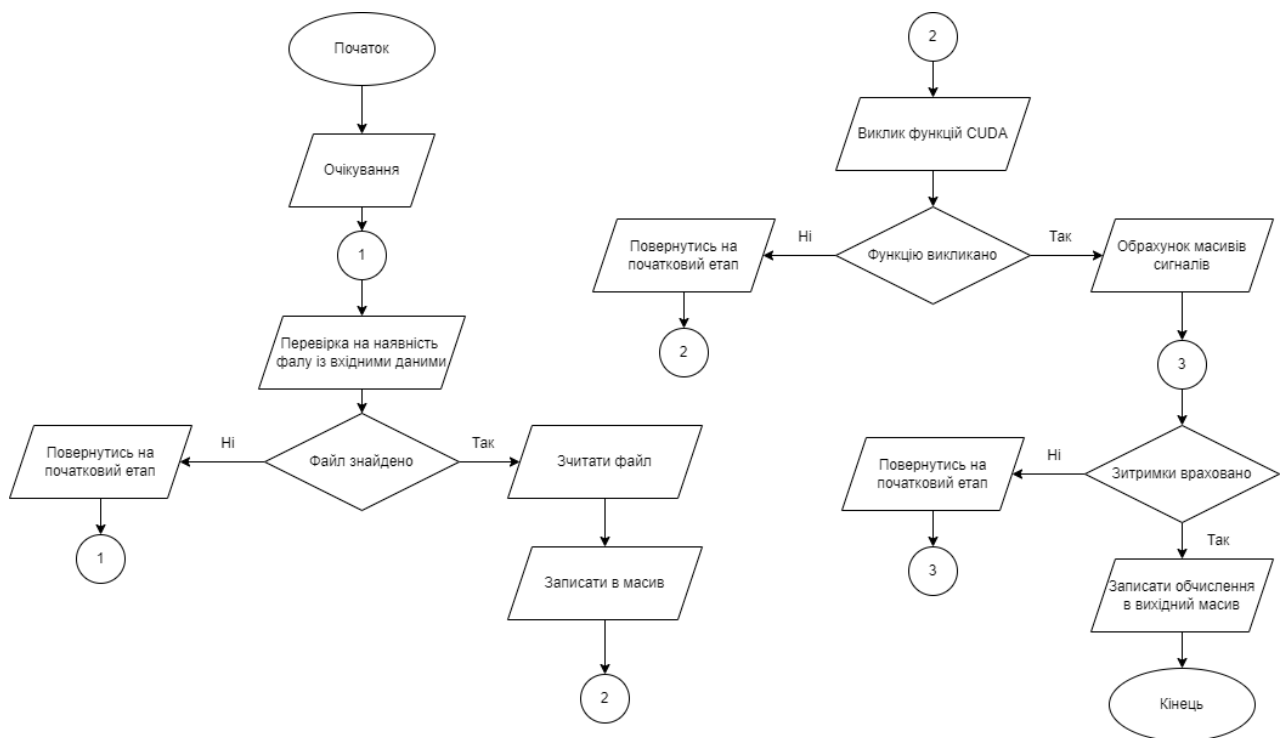 Початок
Очікування
1
Перевірка на наявність
фалу із вхідними даними
Файл знайдено
Ні
Так
Повернутись на
початковий етап
1
Зчитати файл
Записати в масив
2
2
Виклик функцій CUDA
Функцію викликано
Ні
Так
Повернутись на
початковий етап
2
Обрахунок масивів
сигналів
3
Зитримки враховано
Ні
Так
Повернутись на
початковий етап
3
Записати обчислення
в вихідний масив
Кінець